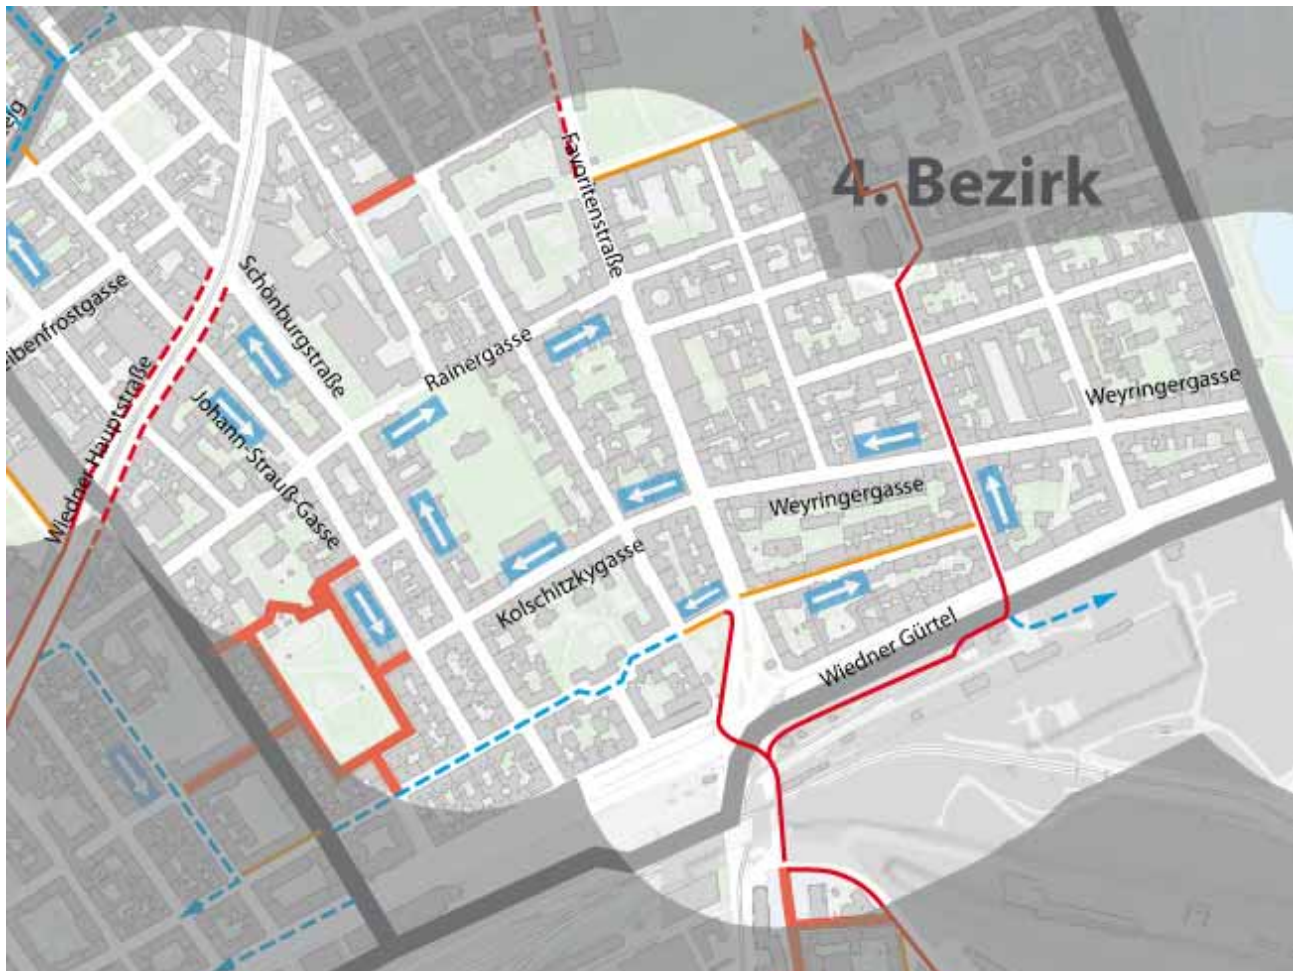 4. Bezirk
Favoritenstraße
Schönburgstraße
Rainergasse
Johann-Strauß-Gasse
Wiedner Hauptstraße
Weyringergasse
Weyringergasse
Kolschitzkygasse
Wiedner Gürtel